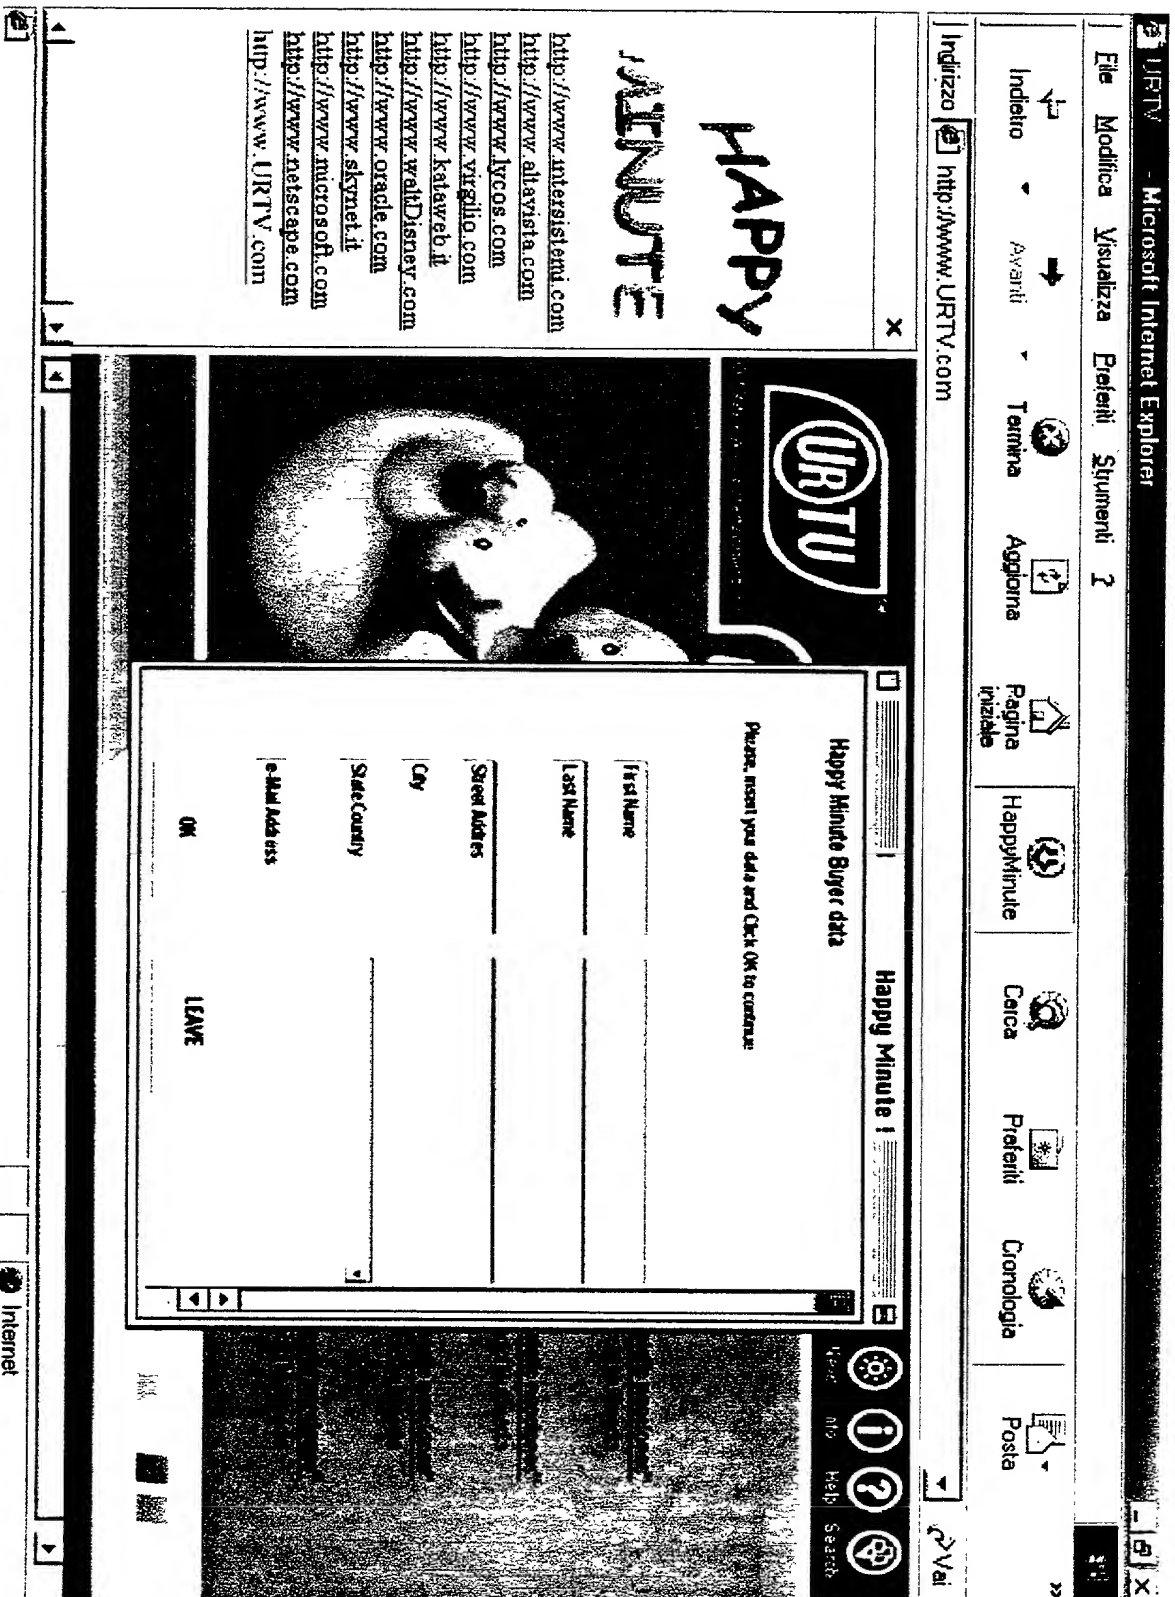 URTV - Microsoft Internet Explorer
File Modifica Visualizza Preferiti Strumenti ?
Indietro Avanti Termina Aggiorna Pagina iniziale HappyMinute Cerca Preferiti Cronologia Posta »
Indirizzo http://www.URTV.com Vai
HAPPY
MINUTE
http://www.intersistemi.com
http://www.altavista.com
http://www.lycos.com
http://www.virgilio.com
http://www.kataweb.it
http://www.waltDisney.com
http://www.oracle.com
http://www.skynet.it
http://www.microsoft.com
http://www.netscape.com
http://www.URTV.com
URTV
Happy Minute !
Happy Minute Buyer data
Please, insert your data and Click OK to continue
First Name
Last Name
Street Addres
City
State Country
e-Mail Address
OK LEAVE
Help Search
Internet